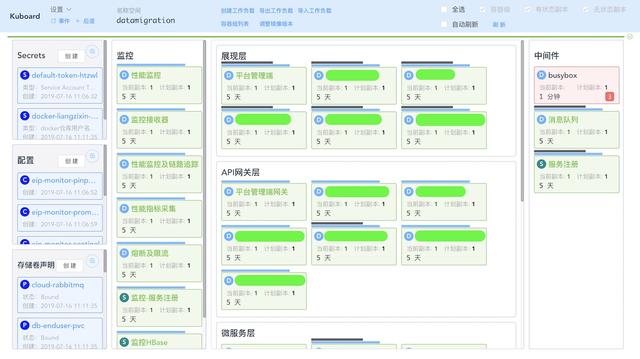 Kuboard
设置
事件 + 后退
名称空间
datamigration
创建工作负载 导出工作负载 导入工作负载
容器组列表 调整镜像版本
全选 容器组 有状态副本 无状态副本
自动刷新 刷 新
Secrets 创 建
default-token-htzwl
类型: Service Account T...
创建: 2019-07-16 11:06:32
docker-liangzixin-...
类型: docker仓库用户名...
创建: 2019-07-16 11:11:35
配置 创 建
eip-monitor-pinp...
创建: 2019-07-16 11:06:52
eip-monitor-prom...
创建: 2019-07-16 11:06:59
eip-monitor-sentinel
存储卷声明 创 建
cloud-rabbitmq
状态: Bound
创建: 2019-07-16 11:11:35
db-enduser-pvc
状态: Bound
创建: 2019-07-16 11:11:35
监控
D 性能监控
当前副本: 1 计划副本: 1
5 天
D 监控接收器
当前副本: 1 计划副本: 1
5 天
D 性能监控及链路追踪
当前副本: 1 计划副本: 1
5 天
D 性能指标采集
当前副本: 1 计划副本: 1
5 天
D 熔断及限流
当前副本: 1 计划副本: 1
5 天
S 监控-服务注册
当前副本: 1 计划副本: 1
5 天
S 监控HBase
当前副本: 1 计划副本: 1
展现层
D 平台管理端 D D
当前副本: 1 计划副本: 1 当前副本: 1 计划副本: 1 当前副本: 1 计划副本: 1
5 天 5 天 5 天
D D D
当前副本: 1 计划副本: 1 当前副本: 1 计划副本: 1 当前副本: 1 计划副本: 1
5 天 5 天 5 天
API网关层
D 平台管理端网关 D D
当前副本: 1 计划副本: 1 当前副本: 1 计划副本: 1 当前副本: 1 计划副本: 1
5 天 5 天 5 天
D D D
当前副本: 1 计划副本: 1 当前副本: 1 计划副本: 1 当前副本: 1 计划副本: 1
5 天 5 天 5 天
D
当前副本: 1 计划副本: 1
5 天
微服务层
中间件
D busybox
当前副本: 计划副本: 1
1 分钟
D 消息队列
当前副本: 1 计划副本: 1
5 天
S 服务注册
当前副本: 1 计划副本: 1
5 天